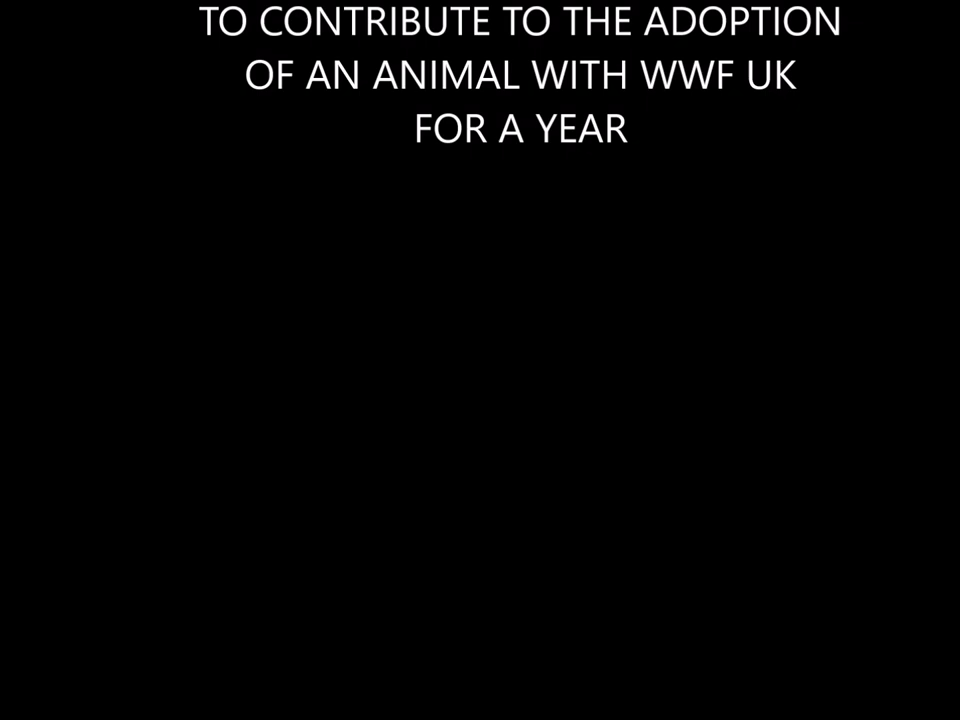 TO CONTRIBUTE TO THE ADOPTION
OF AN ANIMAL WITH WWF UK
FOR A YEAR